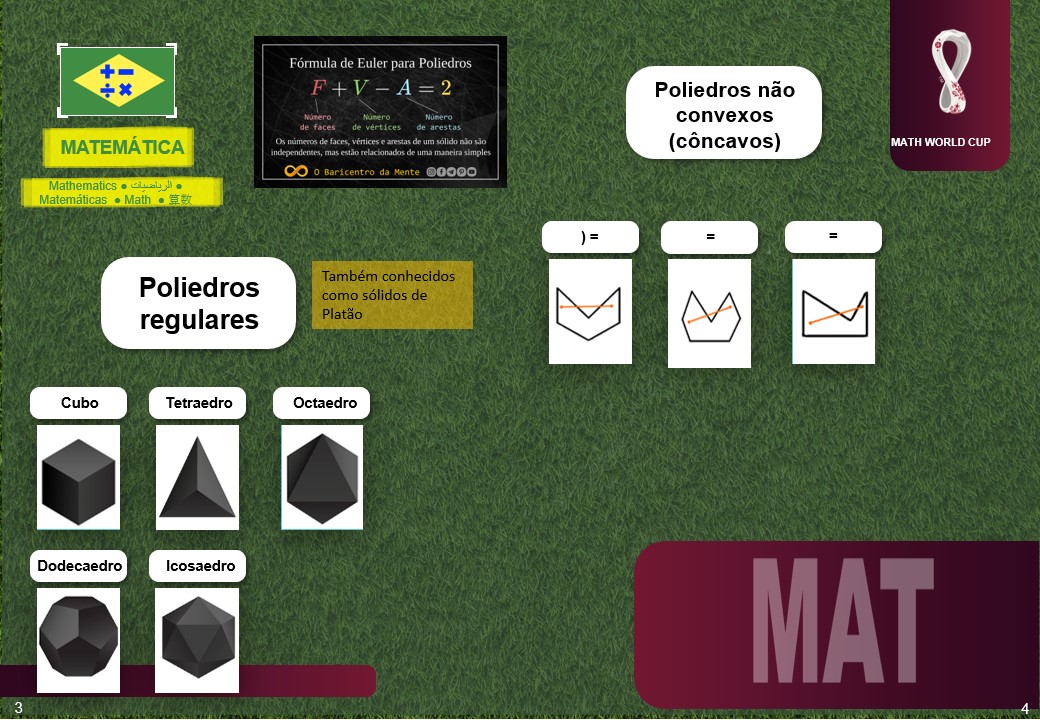 MATEMÁTICA
Mathematics ● الرياضيات ●
Matemáticas ● Math ● 算数
Fórmula de Euler para Poliedros
F + V − A = 2
Número de faces
Número de vértices
Número de arestas
Os números de faces, vértices e arestas de um sólido não são
independentes, mas estão relacionados de uma maneira simples
O Baricentro da Mente
Poliedros
regulares
Também conhecidos
como sólidos de
Platão
Cubo
Tetraedro
Octaedro
Dodecaedro
Icosaedro
3
Poliedros não
convexos
(côncavos)
MATH WORLD CUP
) =
=
=
MAT
4